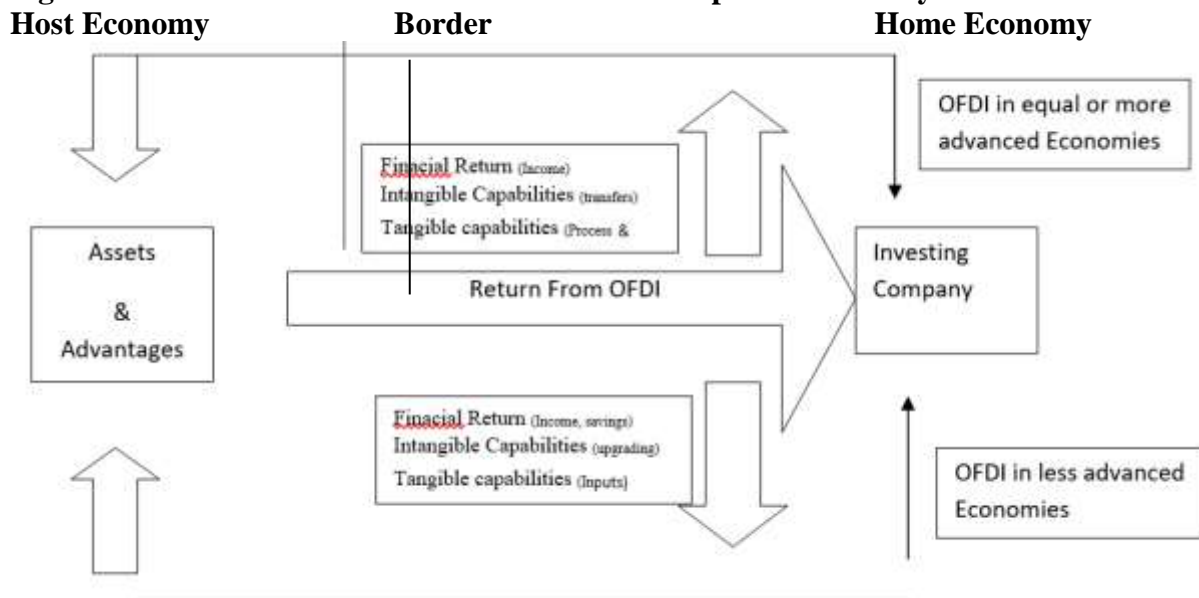 Host Economy Border Home Economy
OFDI in equal or more
advanced Economies
Finacial Return (Income)
Intangible Capabilities (transfers)
Tangible capabilities (Process &
Assets
&
Advantages
Return From OFDI
Investing
Company
Finacial Return (Income, savings)
Intangible Capabilities (upgrading)
Tangible capabilities (Inputs)
OFDI in less advanced
Economies